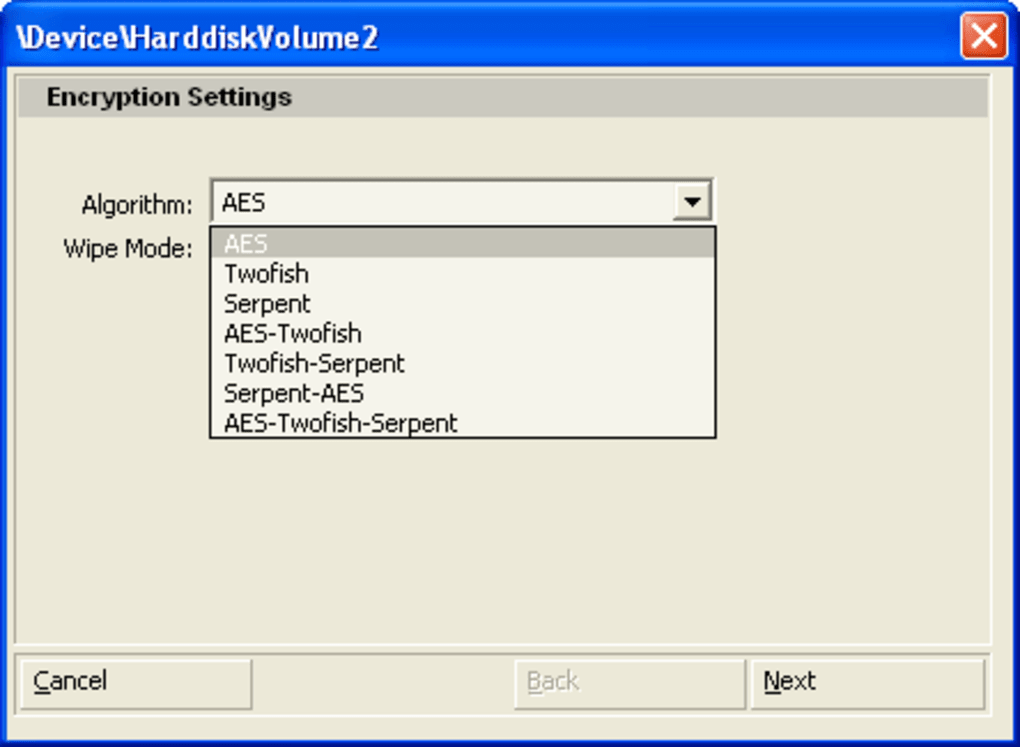 \Device\HarddiskVolume2
Encryption Settings
Algorithm: AES
Wipe Mode:
AES
Twofish
Serpent
AES-Twofish
Twofish-Serpent
Serpent-AES
AES-Twofish-Serpent
Cancel Back Next